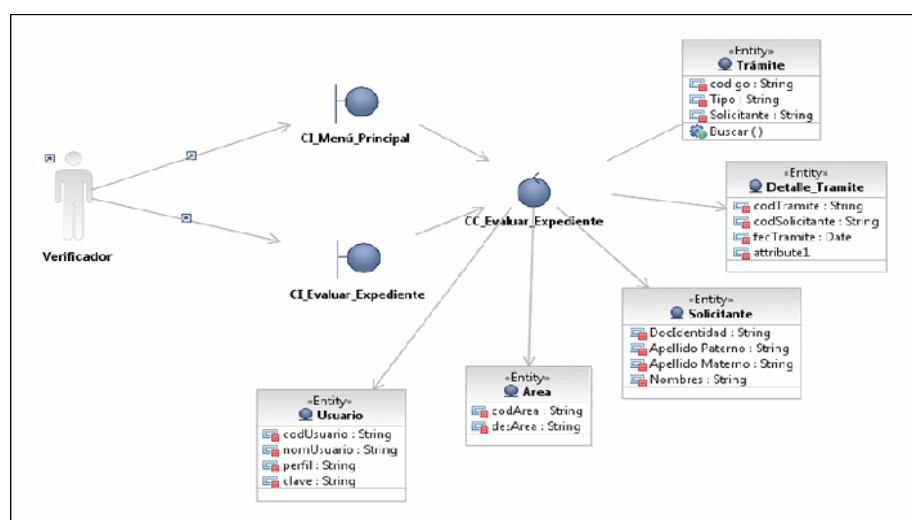 «Entity»
Trámite
codigo : String
Tipo : String
Solicitante : String
Buscar ( )
CI_Menú_Principal
«Entity»
Detalle_Tramite
codTramite : String
codSolicitante : String
fecTramite : Date
attribute1
CC_Evaluar_Expediente
Verificador
CI_Evaluar_Expediente
«Entity»
Solicitante
DocIdentidad : String
Apellido Paterno : String
Apellido Materno : String
Nombres : String
«Entity»
Area
codArea : String
desArea : String
«Entity»
Usuario
codUsuario : String
nomUsuario : String
perfil : String
clave : String